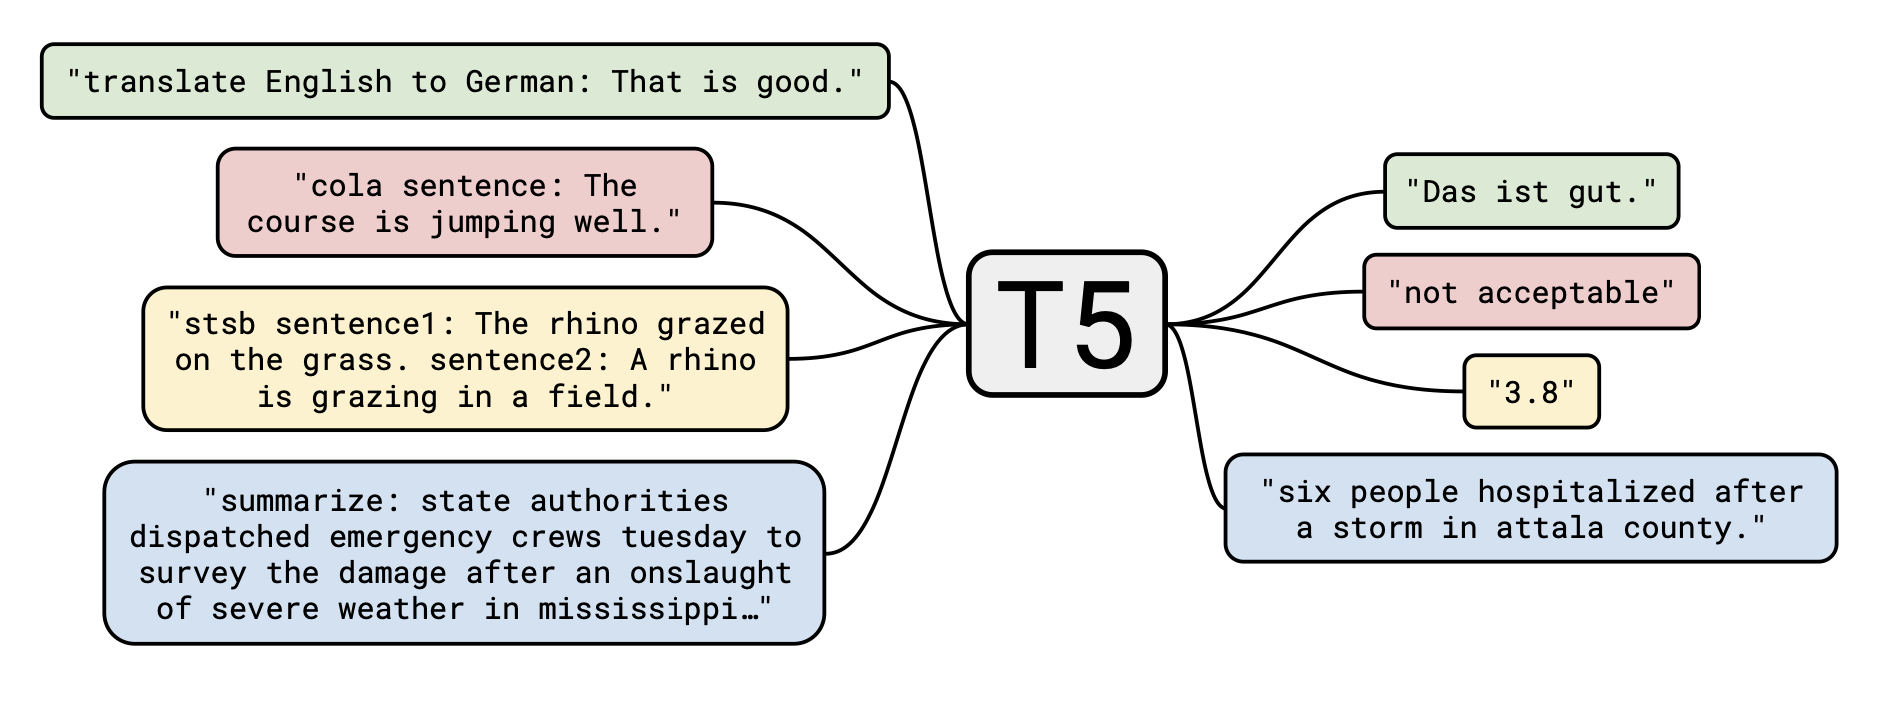 "translate English to German: That is good."
"cola sentence: The
course is jumping well."
"stsb sentence1: The rhino grazed
on the grass. sentence2: A rhino
is grazing in a field."
"summarize: state authorities
dispatched emergency crews tuesday to
survey the damage after an onslaught
of severe weather in mississippi…"
T5
"Das ist gut."
"not acceptable"
"3.8"
"six people hospitalized after
a storm in attala county."